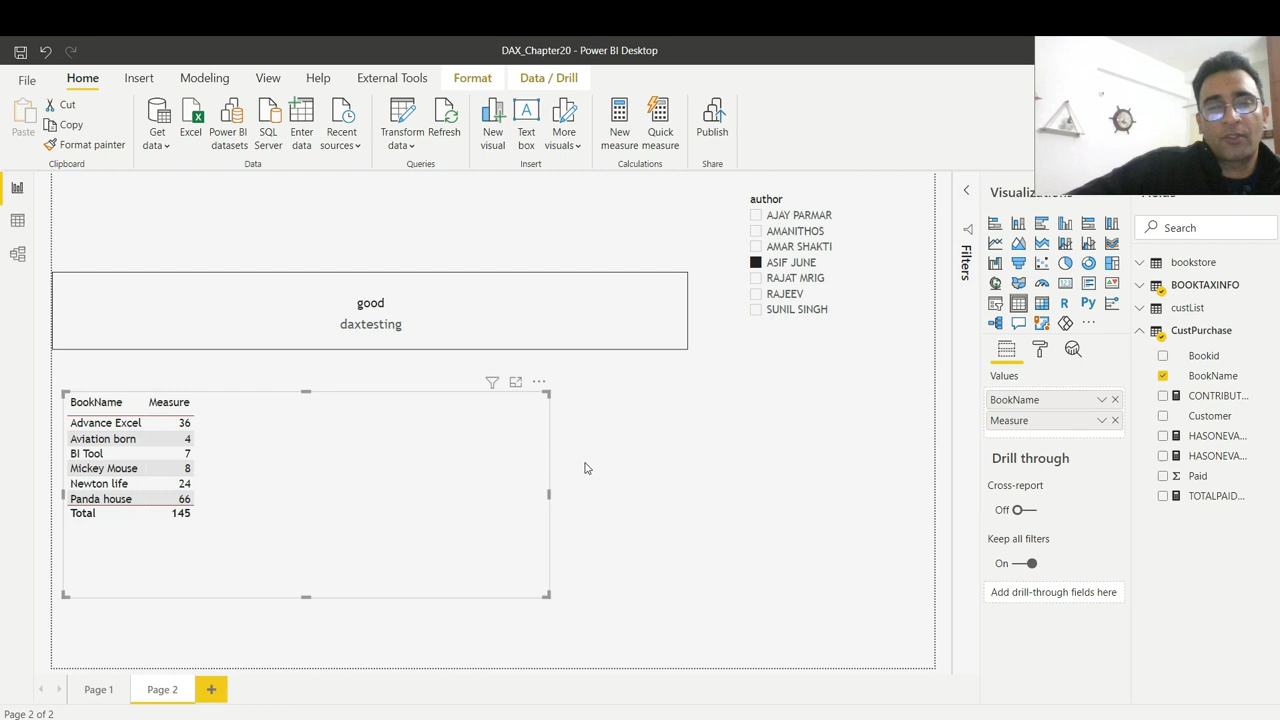 DAX_Chapter20 - Power BI Desktop
File Home Insert Modeling View Help External Tools Format Data / Drill
Paste
Cut
Copy
Format painter
Clipboard
Get data
Excel
Power BI datasets
SQL Server
Enter data
Recent sources
Data
Transform data
Refresh
Queries
New visual
Text box
More visuals
Insert
New measure
Quick measure
Calculations
Publish
Share
good
daxtesting
author
AJAY PARMAR
AMANITHOS
AMAR SHAKTI
ASIF JUNE
RAJAT MRIG
RAJEEV
SUNIL SINGH
BookName Measure
Advance Excel 36
Aviation born 4
BI Tool 7
Mickey Mouse 8
Newton life 24
Panda house 66
Total 145
Filters
Visualizations
Values
BookName
Measure
Drill through
Cross-report
Off
Keep all filters
On
Add drill-through fields here
Search
bookstore
BOOKTAXINFO
custList
CustPurchase
Bookid
BookName
CONTRIBUT...
Customer
HASONEVA...
HASONEVA...
Paid
TOTALPAID...
Page 1
Page 2
Page 2 of 2